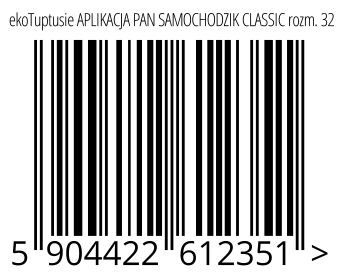 ekoTuptusie APLIKACJA PAN SAMOCHODZIK CLASSIC rozm. 32
5 904422 612351 >